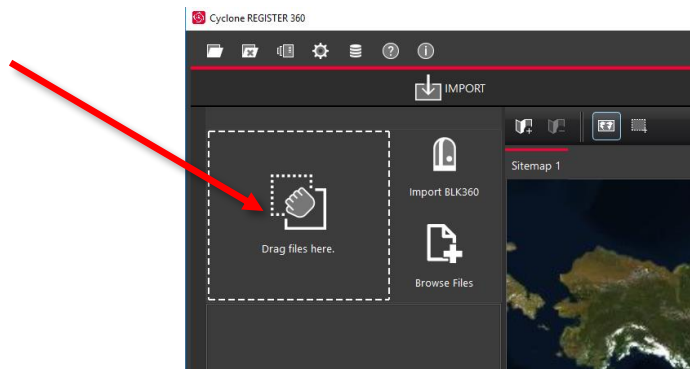 Cyclone REGISTER 360
IMPORT
Sitemap 1
Import BLK360
Drag files here.
Browse Files